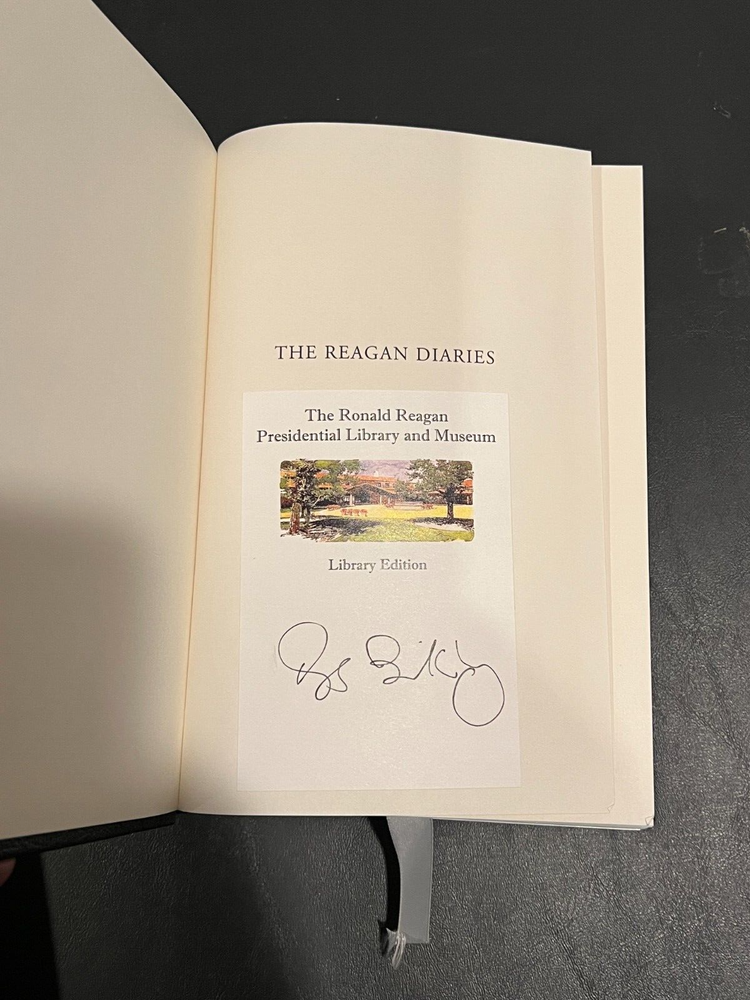 THE REAGAN DIARIES
The Ronald Reagan
Presidential Library and Museum
Library Edition